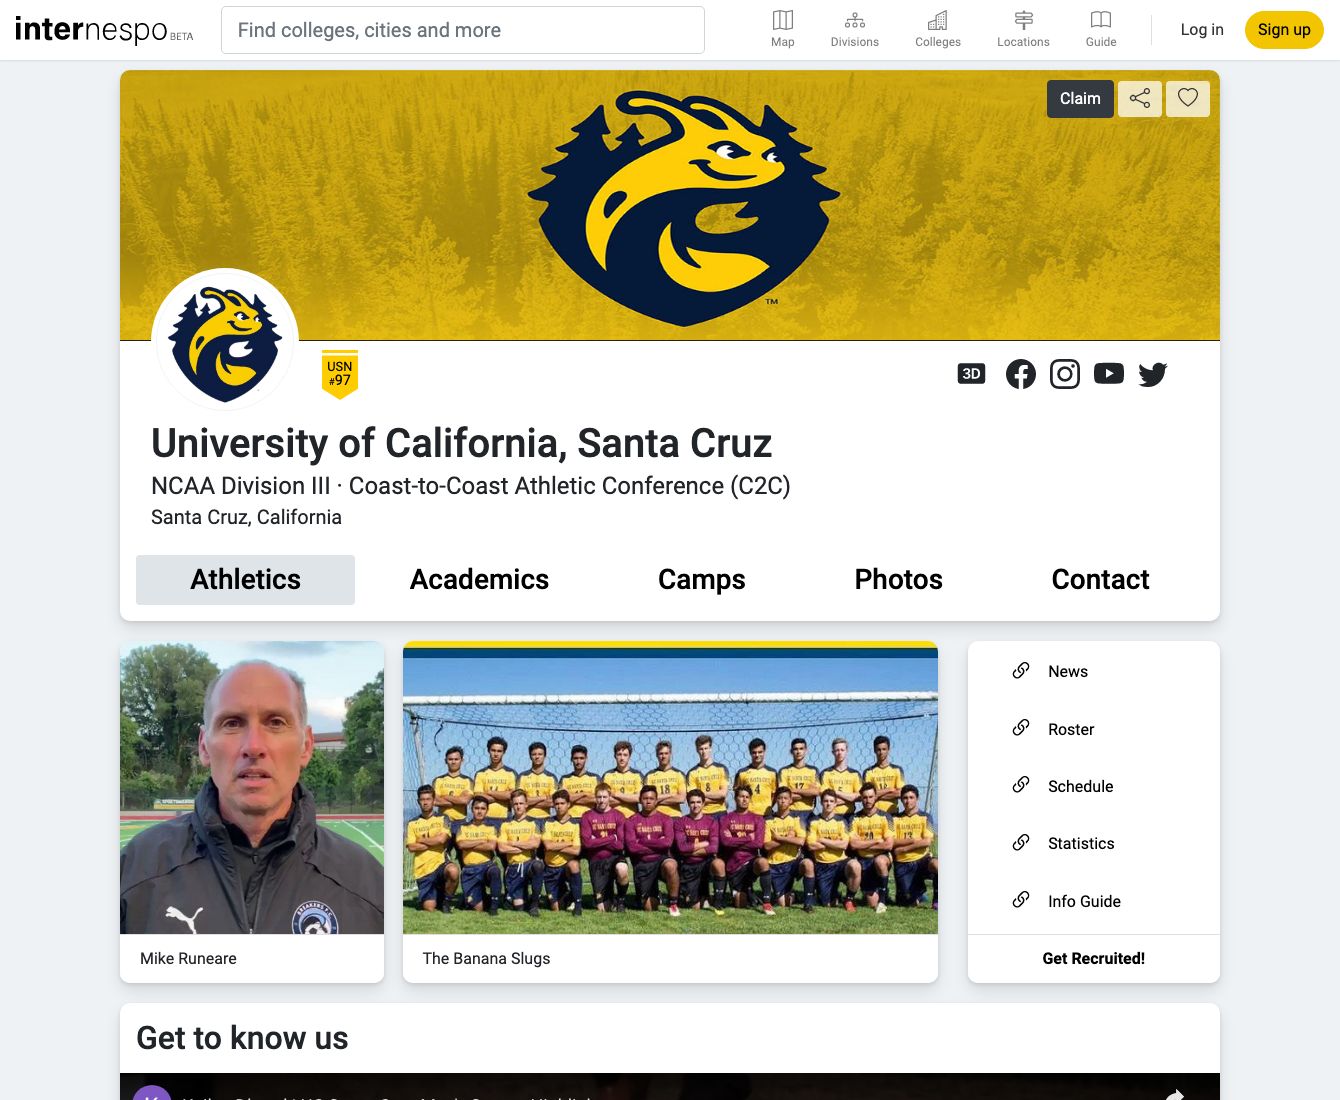 internespo BETA
Find colleges, cities and more
Map
Divisions
Colleges
Locations
Guide
Log in
Sign up
Claim
TM
USN
#97
3D
University of California, Santa Cruz
NCAA Division III · Coast-to-Coast Athletic Conference (C2C)
Santa Cruz, California
Athletics
Academics
Camps
Photos
Contact
News
Roster
Schedule
Statistics
Info Guide
Get Recruited!
Mike Runeare
The Banana Slugs
Get to know us